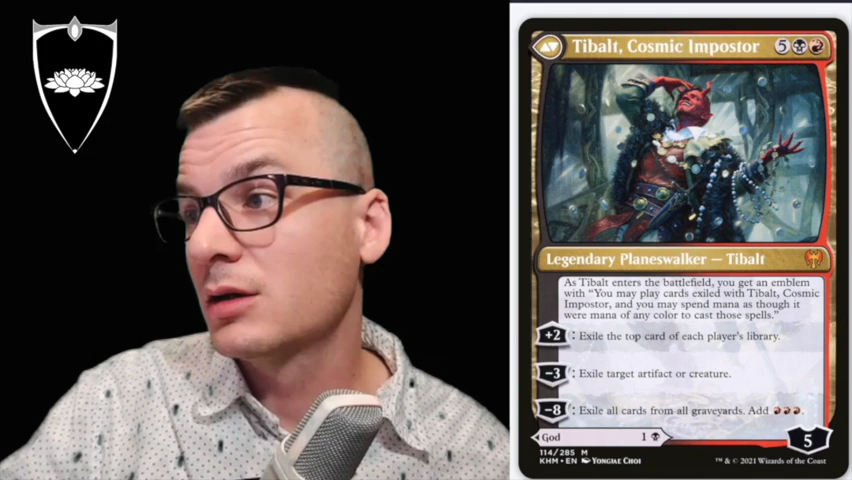 Tibalt, Cosmic Impostor 5
Legendary Planeswalker — Tibalt
As Tibalt enters the battlefield, you get an emblem
with “You may play cards exiled with Tibalt, Cosmic
Impostor, and you may spend mana as though it
were mana of any color to cast those spells.”
+2 : Exile the top card of each player's library.
−3 : Exile target artifact or creature.
−8 : Exile all cards from all graveyards. Add
God 1
5
114/285 M
KHM • EN Yongjae Choi
™ & © 2021 Wizards of the Coast